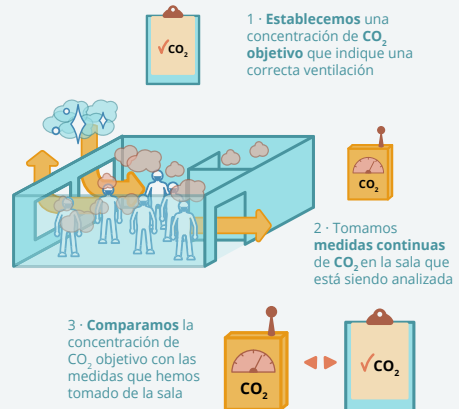 1 · Establecemos una
concentración de CO₂
objetivo que indique una
correcta ventilación
CO₂
CO₂
2 · Tomamos
medidas continuas
de CO₂ en la sala que
está siendo analizada
3 · Comparamos la
concentración de
CO₂ objetivo con las
medidas que hemos
tomado de la sala
CO₂
CO₂